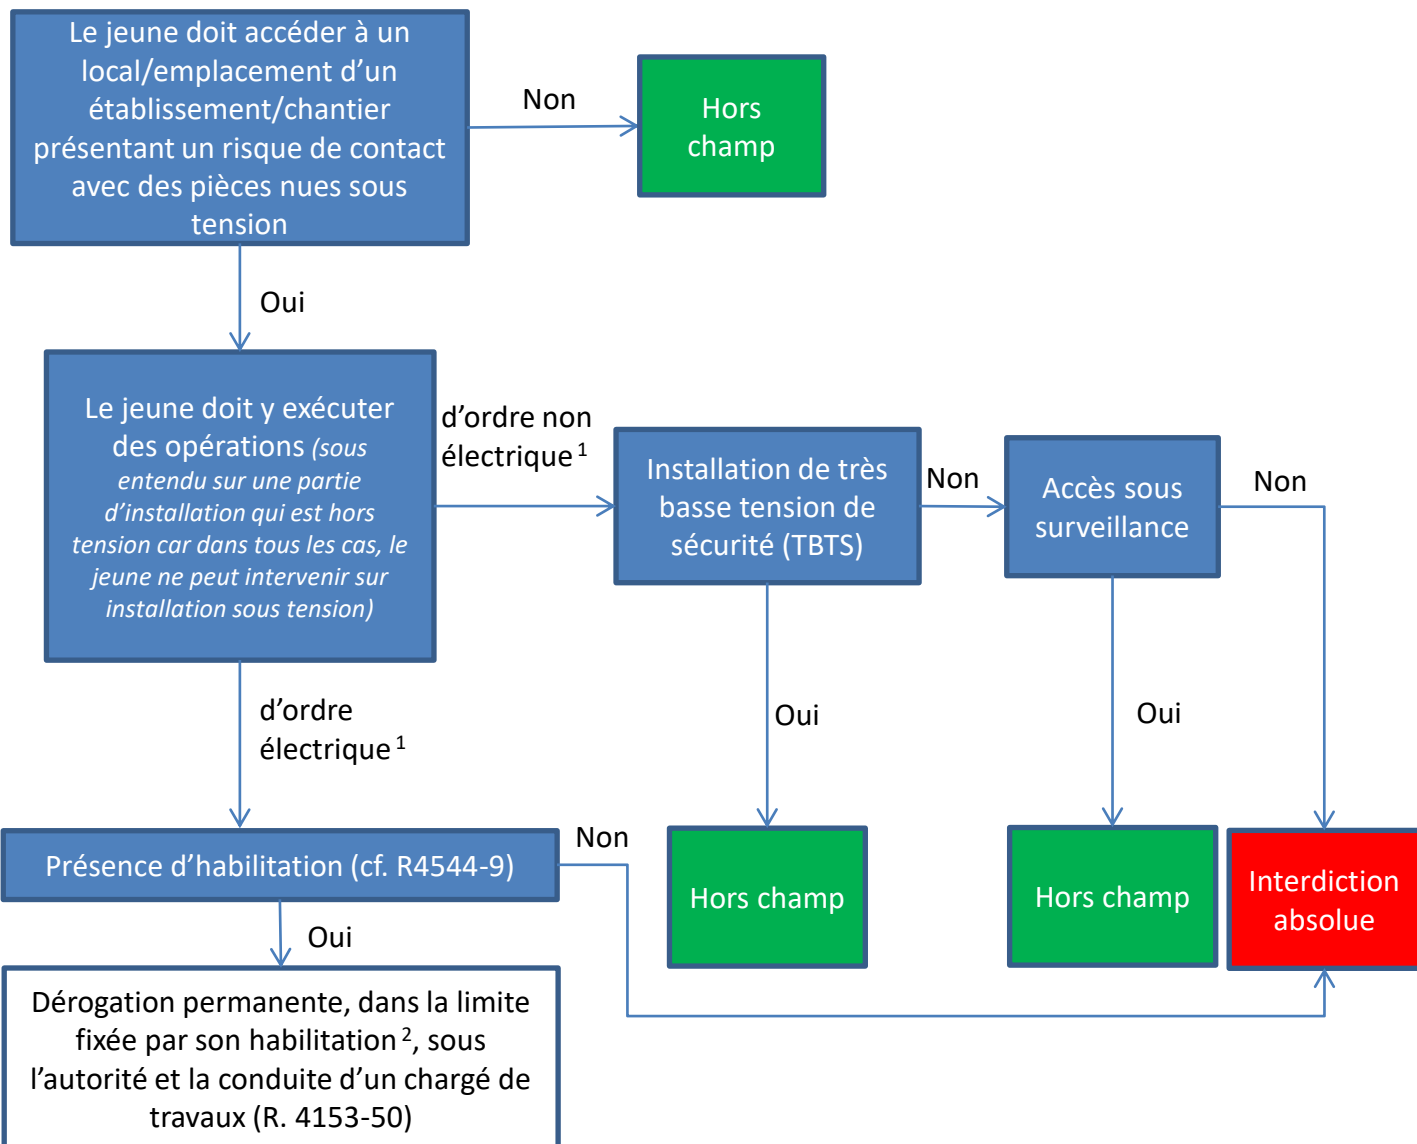 Le jeune doit accéder à un
local/emplacement d’un
établissement/chantier
présentant un risque de contact
avec des pièces nues sous
tension
Non
Hors
champ
Oui
Le jeune doit y exécuter
des opérations (sous
entendu sur une partie
d’installation qui est hors
tension car dans tous les cas, le
jeune ne peut intervenir sur
installation sous tension)
d’ordre non
électrique 1
Installation de très
basse tension de
sécurité (TBTS)
Non
Accès sous
surveillance
Non
d’ordre
électrique 1
Oui
Oui
Présence d’habilitation (cf. R4544-9)
Non
Hors champ
Hors champ
Interdiction
absolue
Oui
Dérogation permanente, dans la limite
fixée par son habilitation 2, sous
l’autorité et la conduite d’un chargé de
travaux (R. 4153-50)